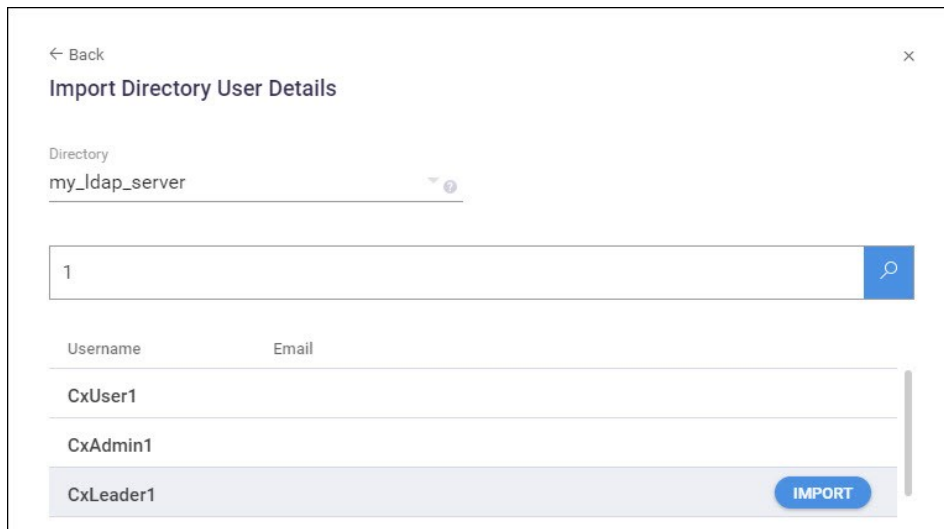 ← Back
×
Import Directory User Details
Directory
my_ldap_server
?
1
Username Email
CxUser1
CxAdmin1
CxLeader1 IMPORT